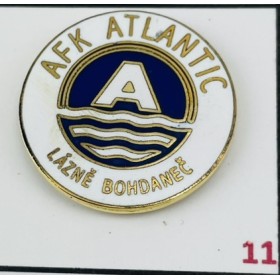 AFK ATLANTIC
A
LÁZNĚ BOHDANEČ
11